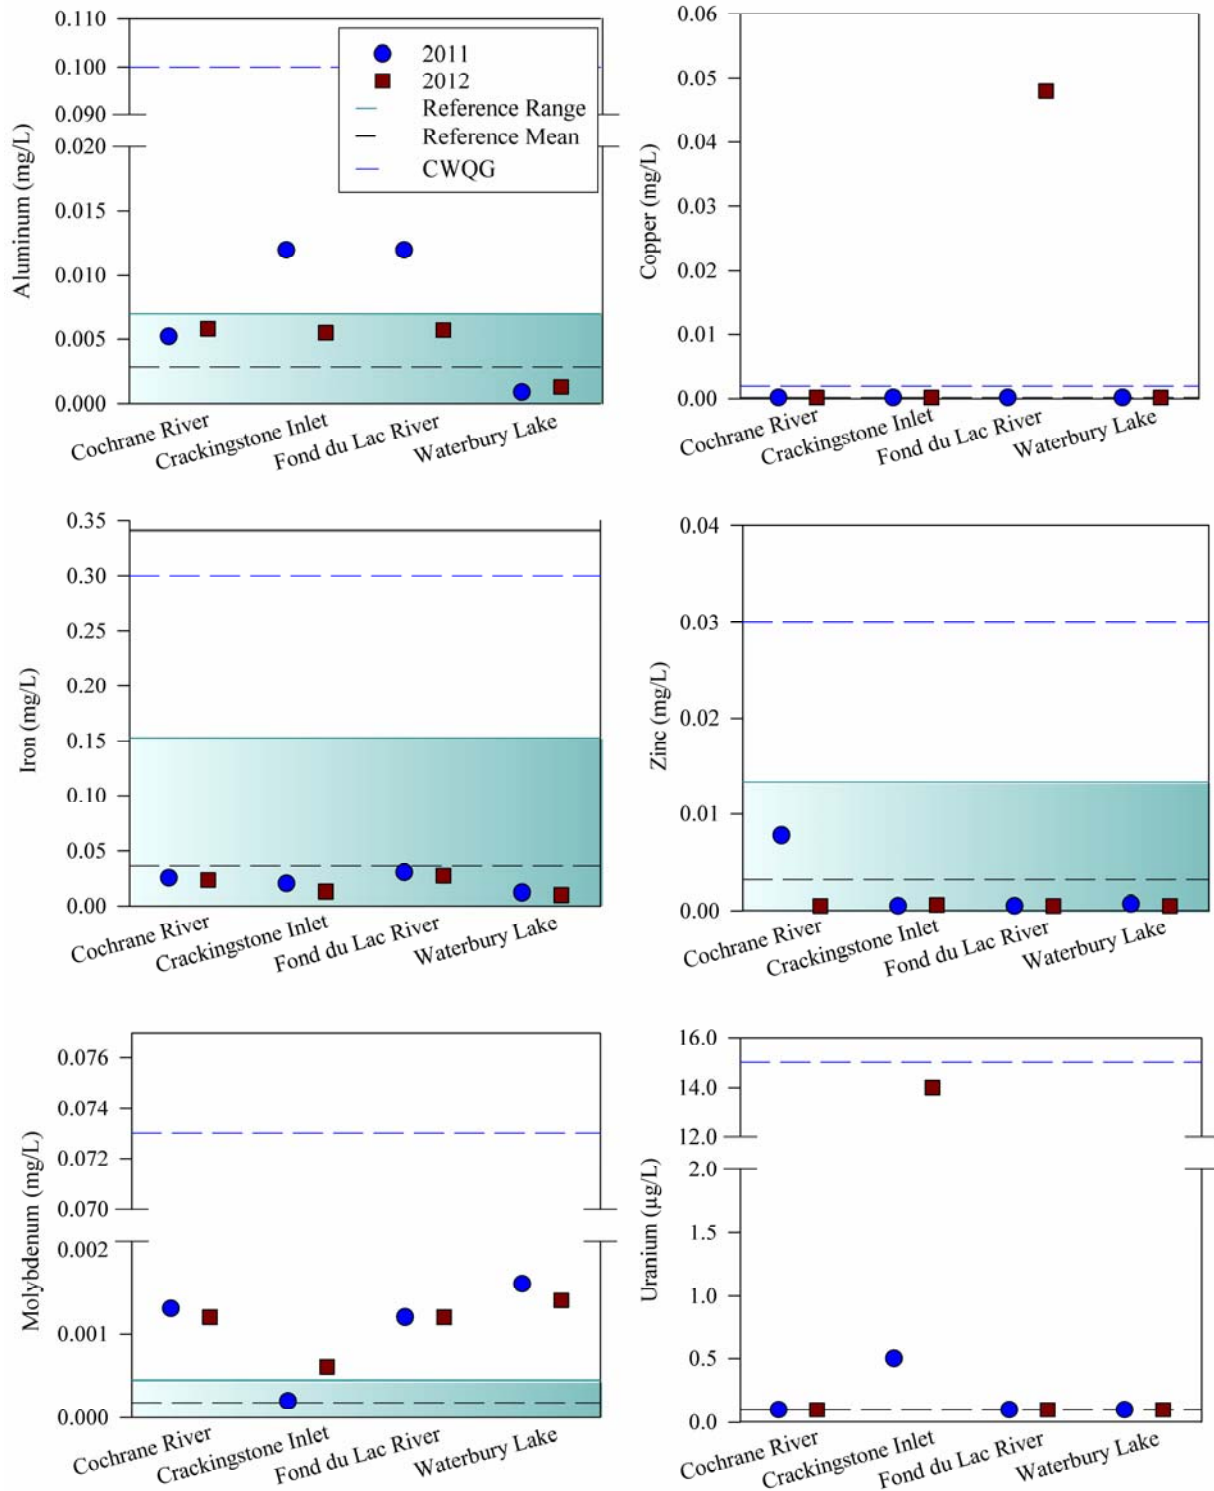 0.110
0.100
0.090
0.020
0.015
0.010
0.005
0.000
Aluminum (mg/L)
2011
2012
Reference Range
Reference Mean
CWQG
Cochrane River
Crackingstone Inlet
Fond du Lac River
Waterbury Lake
0.06
0.05
0.04
0.03
0.02
0.01
0.00
Copper (mg/L)
Cochrane River
Crackingstone Inlet
Fond du Lac River
Waterbury Lake
0.35
0.30
0.25
0.20
0.15
0.10
0.05
0.00
Iron (mg/L)
Cochrane River
Crackingstone Inlet
Fond du Lac River
Waterbury Lake
0.04
0.03
0.02
0.01
0.00
Zinc (mg/L)
Cochrane River
Crackingstone Inlet
Fond du Lac River
Waterbury Lake
0.076
0.074
0.072
0.070
0.002
0.001
0.000
Molybdenum (mg/L)
Cochrane River
Crackingstone Inlet
Fond du Lac River
Waterbury Lake
16.0
14.0
12.0
2.0
1.5
1.0
0.5
0.0
Uranium (µg/L)
Cochrane River
Crackingstone Inlet
Fond du Lac River
Waterbury Lake